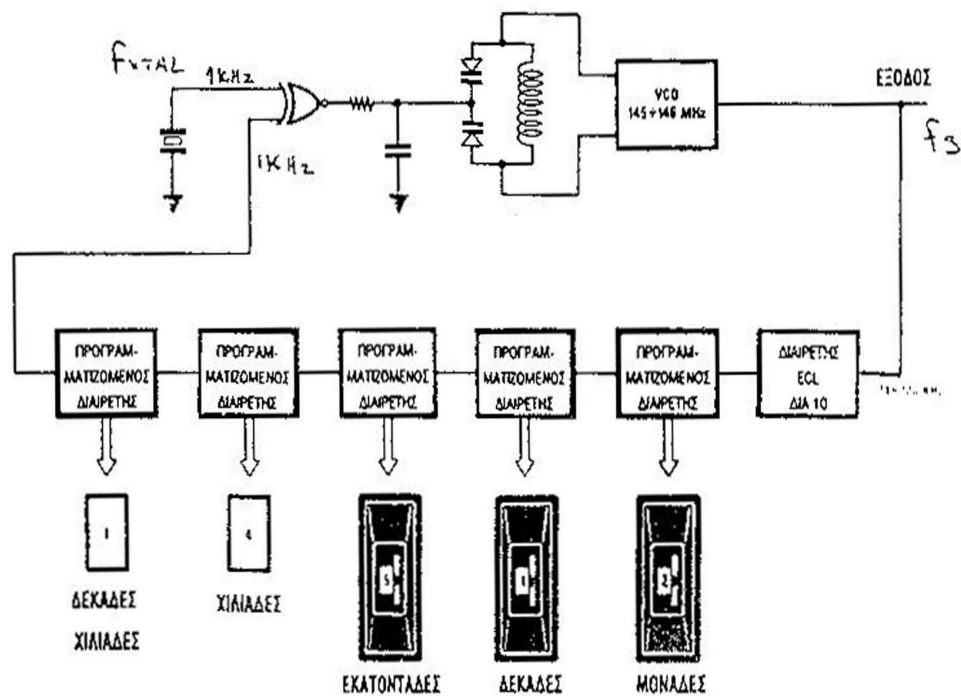 fxTAL
1KHz
1KHz
VCO
145÷146 MHz
ΕΞΟΔΟΣ
f3
ΠΡΟΓΡΑΜ-
ΜΑΤΙΖΟΜΕΝΟΣ
ΔΙΑΙΡΕΤΗΣ
ΠΡΟΓΡΑΜ-
ΜΑΤΙΖΟΜΕΝΟΣ
ΔΙΑΙΡΕΤΗΣ
ΠΡΟΓΡΑΜ-
ΜΑΤΙΖΟΜΕΝΟΣ
ΔΙΑΙΡΕΤΗΣ
ΠΡΟΓΡΑΜ-
ΜΑΤΙΖΟΜΕΝΟΣ
ΔΙΑΙΡΕΤΗΣ
ΠΡΟΓΡΑΜ-
ΜΑΤΙΖΟΜΕΝΟΣ
ΔΙΑΙΡΕΤΗΣ
ΔΙΑΙΡΕΤΗΣ
ECL
ΔΙΑ 10
1
4
5
1
2
ΔΕΚΑΔΕΣ
ΧΙΛΙΑΔΕΣ
ΧΙΛΙΑΔΕΣ
ΕΚΑΤΟΝΤΑΔΕΣ
ΔΕΚΑΔΕΣ
ΜΟΝΑΔΕΣ